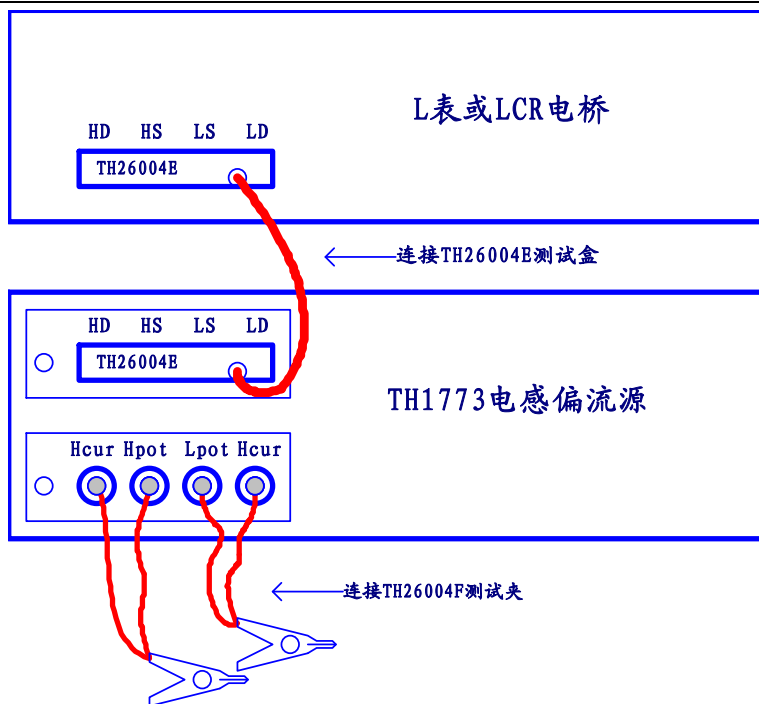 L表或LCR电桥
HD HS LS LD
TH26004E
连接TH26004E测试盒
HD HS LS LD
TH26004E
TH1773电感偏流源
Hcur Hpot Lpot Hcur
连接TH26004F测试夹